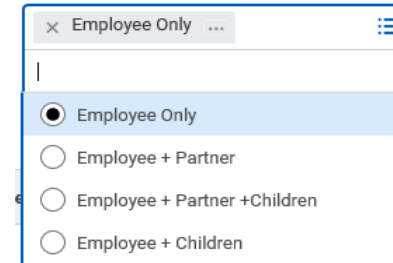 × Employee Only ...
Employee Only
Employee + Partner
e
Employee + Partner +Children
Employee + Children